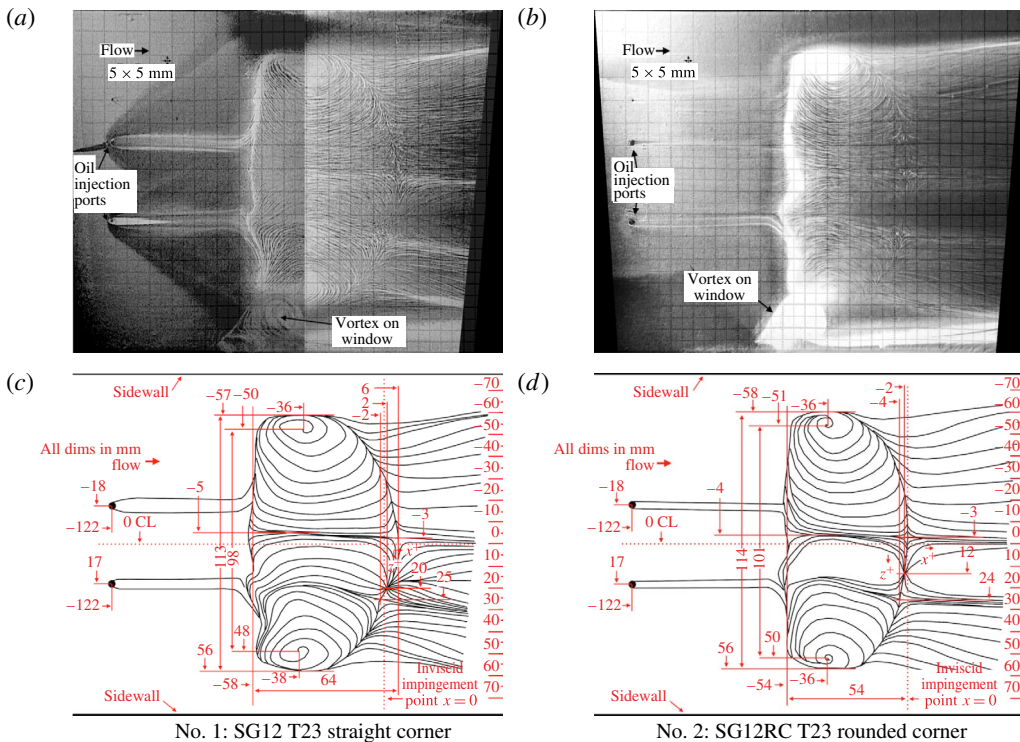 (a)
Flow
5 × 5 mm
Oil
injection
ports
Vortex on
window
(b)
Flow
5 × 5 mm
Oil
injection
ports
Vortex on
window
(c)
Sidewall
−57
−50
−36
6
2
−2
−70
−60
−50
−40
−30
−20
−10
0
10
20
30
40
50
60
70
All dims in mm
flow
−18
−5
−122
0 CL
113
98
−3
x+
z+
20
25
17
−122
48
56
−38
64
−58
Inviscid
impingement
point x = 0
Sidewall
No. 1: SG12 T23 straight corner
(d)
Sidewall
−58
−51
−36
−2
−4
−70
−60
−50
−40
−30
−20
−10
0
10
20
30
40
50
60
70
All dims in mm
flow
−18
−4
−122
0 CL
114
101
−3
x+
z+
12
24
17
−122
50
56
−36
54
−54
Inviscid
impingement
point x = 0
Sidewall
No. 2: SG12RC T23 rounded corner